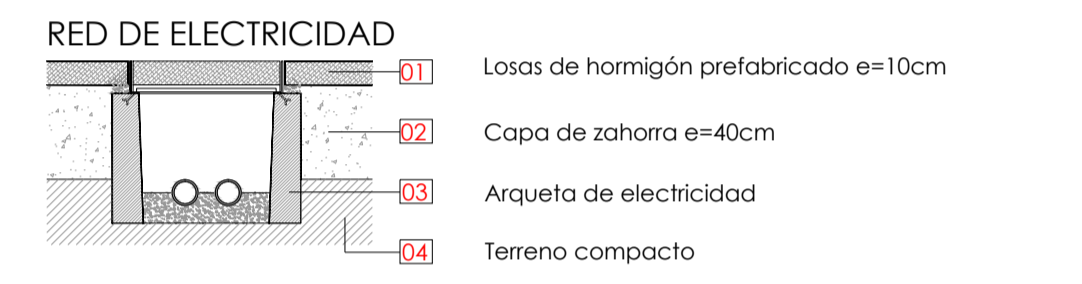 RED DE ELECTRICIDAD
01 Losas de hormigón prefabricado e=10cm
02 Capa de zahorra e=40cm
03 Arqueta de electricidad
04 Terreno compacto